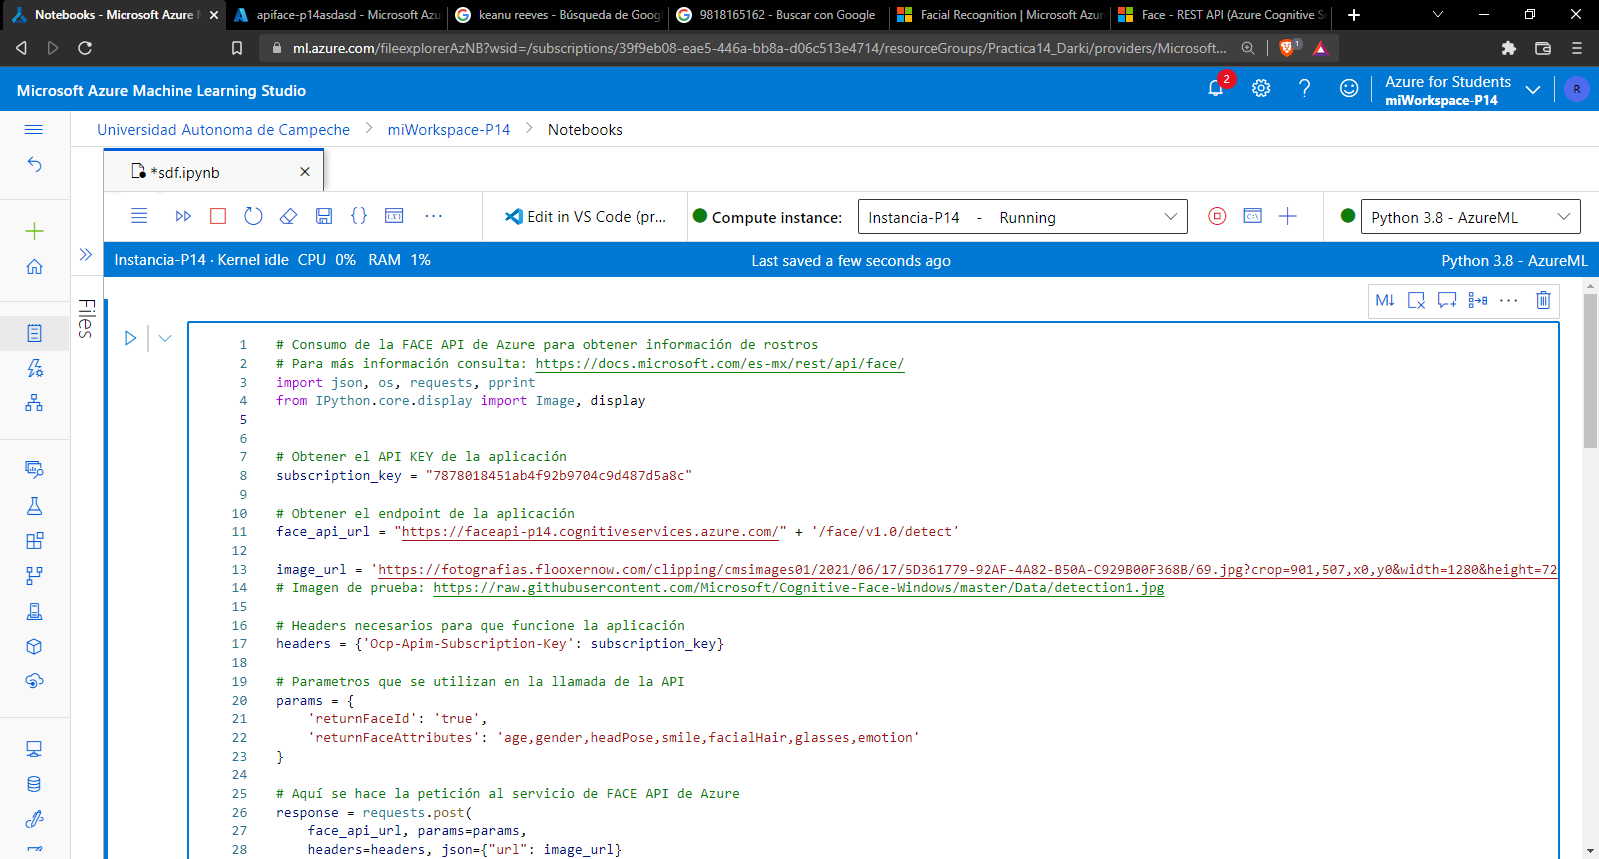 Notebooks - Microsoft Azure M
apiface-p14asdasd - Microsoft Azu
keanu reeves - Búsqueda de Goog
9818165162 - Buscar con Google
Facial Recognition | Microsoft Azur
Face - REST API (Azure Cognitive S
ml.azure.com/fileexplorerAzNB?wsid=/subscriptions/39f9eb08-eae5-446a-bb8a-d06c513e4714/resourceGroups/Practica14_Darki/providers/Microsoft...
1
Microsoft Azure Machine Learning Studio
2
Azure for Students
miWorkspace-P14
R
Universidad Autonoma de Campeche > miWorkspace-P14 > Notebooks
*sdf.ipynb
Edit in VS Code (pr...
Compute instance:
Instancia-P14 - Running
Python 3.8 - AzureML
Instancia-P14 · Kernel idle CPU 0% RAM 1%
Last saved a few seconds ago
Python 3.8 - AzureML
Files
M↓
1 # Consumo de la FACE API de Azure para obtener información de rostros
2 # Para más información consulta: https://docs.microsoft.com/es-mx/rest/api/face/
3 import json, os, requests, pprint
4 from IPython.core.display import Image, display
5
6
7 # Obtener el API KEY de la aplicación
8 subscription_key = "7878018451ab4f92b9704c9d487d5a8c"
9
10 # Obtener el endpoint de la aplicación
11 face_api_url = "https://faceapi-p14.cognitiveservices.azure.com/" + '/face/v1.0/detect'
12
13 image_url = 'https://fotografias.flooxernow.com/clipping/cmsimages01/2021/06/17/5D361779-92AF-4A82-B50A-C929B00F368B/69.jpg?crop=901,507,x0,y0&width=1280&height=72
14 # Imagen de prueba: https://raw.githubusercontent.com/Microsoft/Cognitive-Face-Windows/master/Data/detection1.jpg
15
16 # Headers necesarios para que funcione la aplicación
17 headers = {'Ocp-Apim-Subscription-Key': subscription_key}
18
19 # Parametros que se utilizan en la llamada de la API
20 params = {
21 'returnFaceId': 'true',
22 'returnFaceAttributes': 'age,gender,headPose,smile,facialHair,glasses,emotion'
23 }
24
25 # Aquí se hace la petición al servicio de FACE API de Azure
26 response = requests.post(
27 face_api_url, params=params,
28 headers=headers, json={"url": image_url}